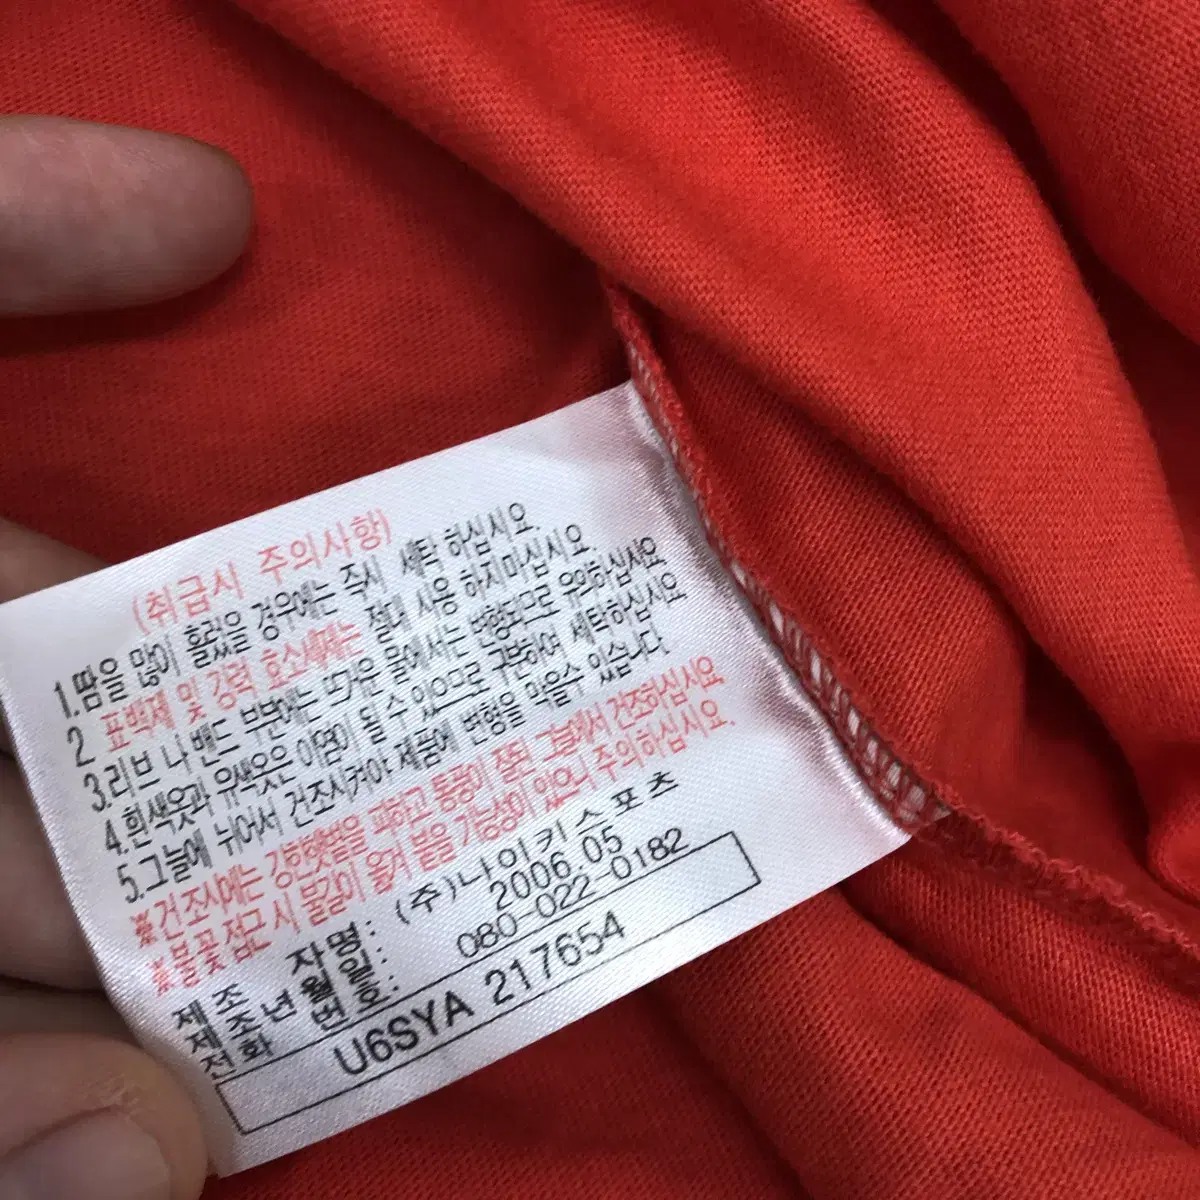 (취급시 주의사항)
1.땀을 많이 흘렸을 경우에는 즉시 세탁 하십시요.
2 표백제 및 강력 효소세제는 절대 사용 하지마십시요.
3.리브 나 밴드 부분에는 뜨거운 물에서는 변형되므로 유의하십시요
4.흰색옷과 유색옷은 이염이 될 수 있으므로 구분하여 세탁하십시요.
5.그늘에 뉘어서 건조시켜야 제품에 변형을 막을수 있습니다.
※건조시에는 강한햇볕을 피하고 통풍이 잘된 그늘에서 건조하십시요
※불꽃 접근 시 불길이 옮겨 붙을 가능성이 있으니 주의하십시요.
제 조 자 명: (주)나이키스포츠
제조 년 월일: 2006. 05
전화 번호: 080-022-0182
U6SYA 217654